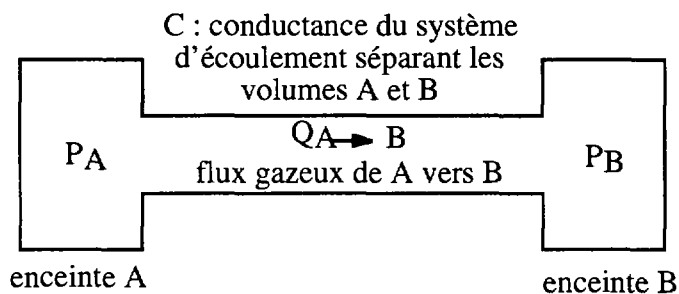 C : conductance du système
d'écoulement séparant les
volumes A et B
QA → B
PA
PB
flux gazeux de A vers B
enceinte A
enceinte B